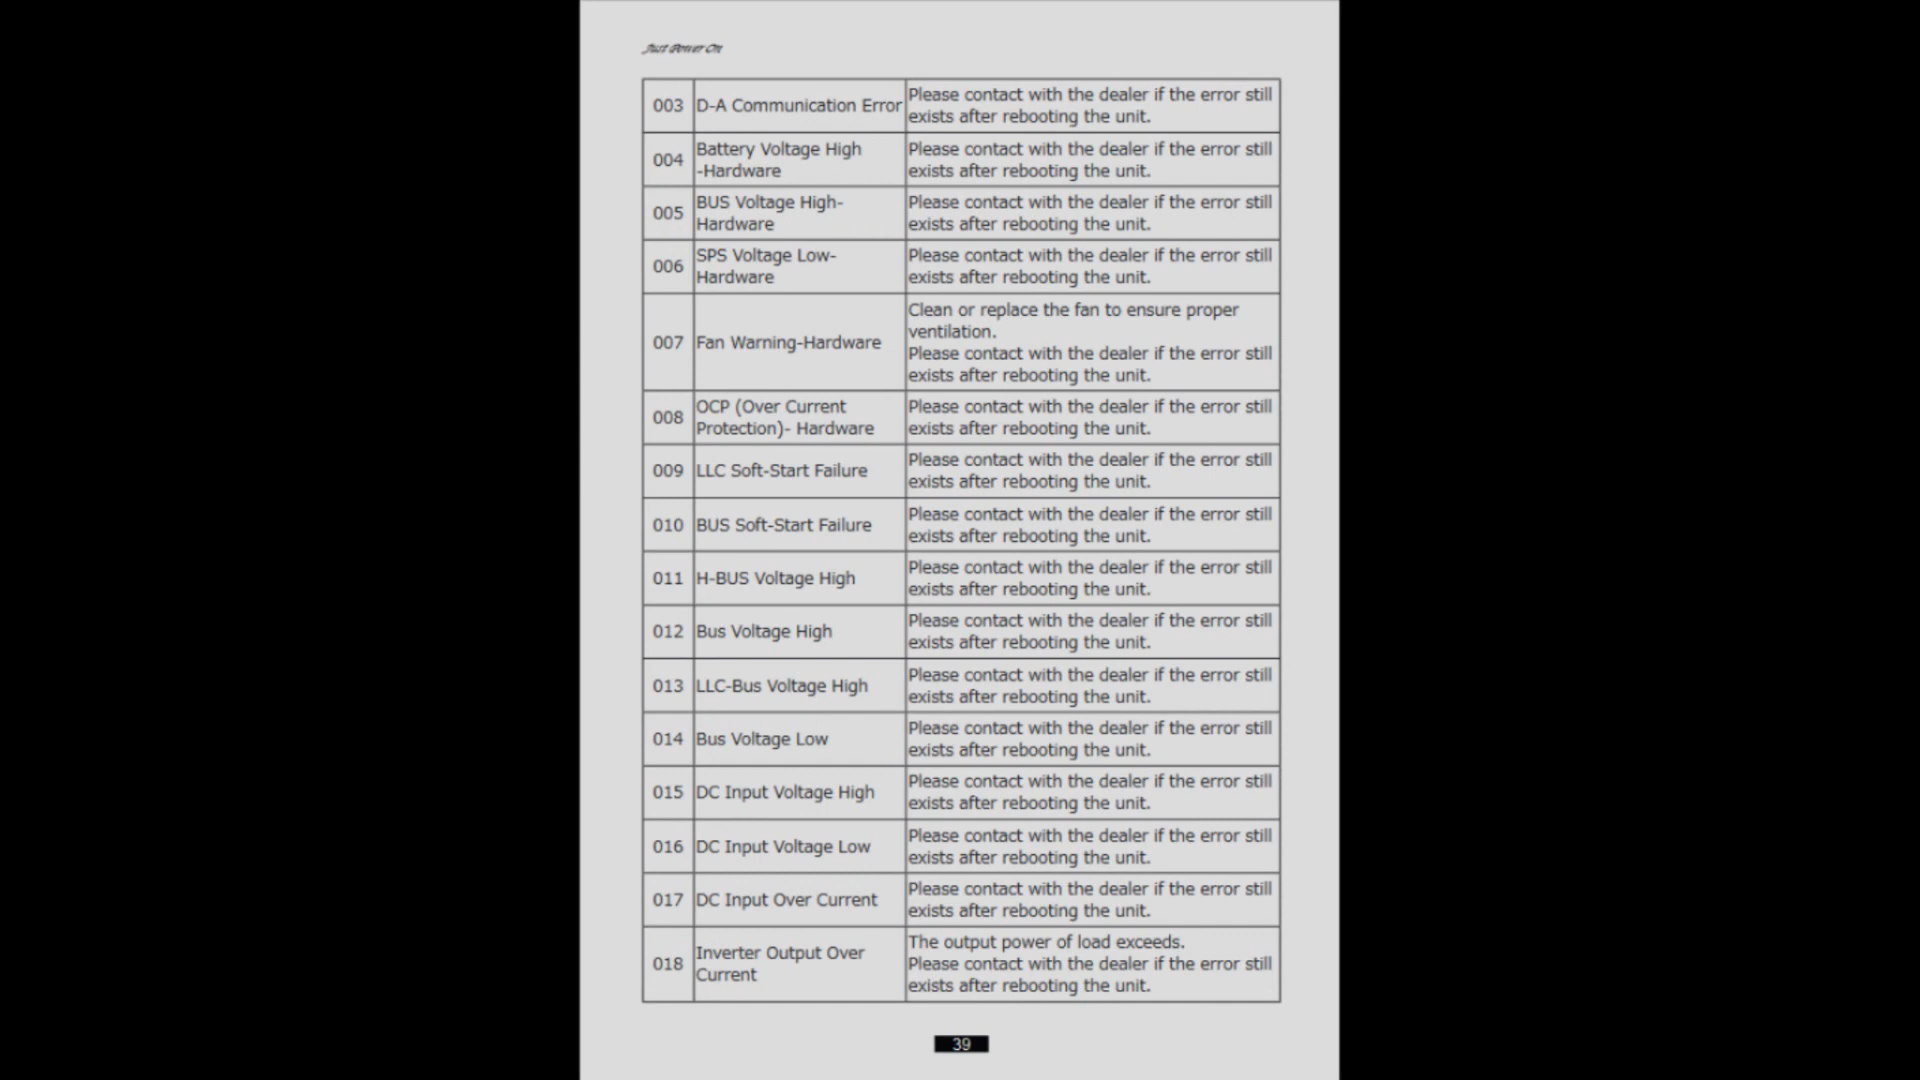 Just Power On
003 D-A Communication Error Please contact with the dealer if the error still
exists after rebooting the unit.
004 Battery Voltage High
-Hardware
Please contact with the dealer if the error still
exists after rebooting the unit.
005 BUS Voltage High-
Hardware
Please contact with the dealer if the error still
exists after rebooting the unit.
006 SPS Voltage Low-
Hardware
Please contact with the dealer if the error still
exists after rebooting the unit.
007 Fan Warning-Hardware
Clean or replace the fan to ensure proper
ventilation.
Please contact with the dealer if the error still
exists after rebooting the unit.
008 OCP (Over Current
Protection)- Hardware
Please contact with the dealer if the error still
exists after rebooting the unit.
009 LLC Soft-Start Failure
Please contact with the dealer if the error still
exists after rebooting the unit.
010 BUS Soft-Start Failure
Please contact with the dealer if the error still
exists after rebooting the unit.
011 H-BUS Voltage High
Please contact with the dealer if the error still
exists after rebooting the unit.
012 Bus Voltage High
Please contact with the dealer if the error still
exists after rebooting the unit.
013 LLC-Bus Voltage High
Please contact with the dealer if the error still
exists after rebooting the unit.
014 Bus Voltage Low
Please contact with the dealer if the error still
exists after rebooting the unit.
015 DC Input Voltage High
Please contact with the dealer if the error still
exists after rebooting the unit.
016 DC Input Voltage Low
Please contact with the dealer if the error still
exists after rebooting the unit.
017 DC Input Over Current
Please contact with the dealer if the error still
exists after rebooting the unit.
018 Inverter Output Over
Current
The output power of load exceeds.
Please contact with the dealer if the error still
exists after rebooting the unit.
39